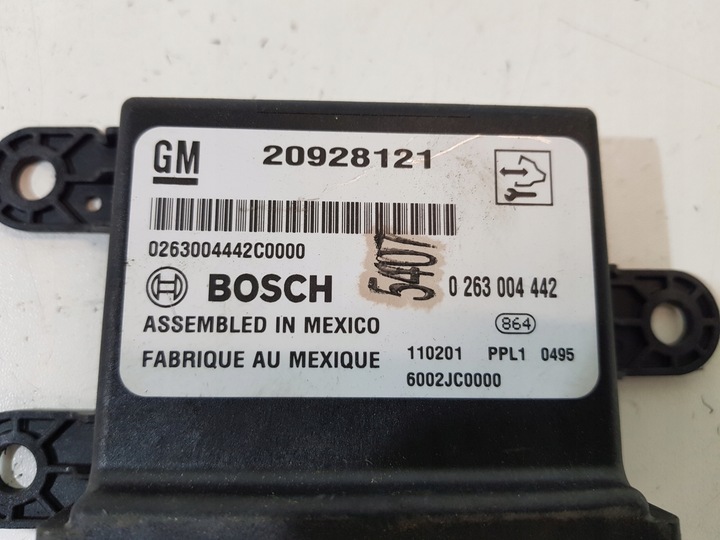 GM 20928121
0263004442C0000
BOSCH 5407 0 263 004 442
ASSEMBLED IN MEXICO 864
FABRIQUE AU MEXIQUE 110201 PPL1 0495
6002JC0000